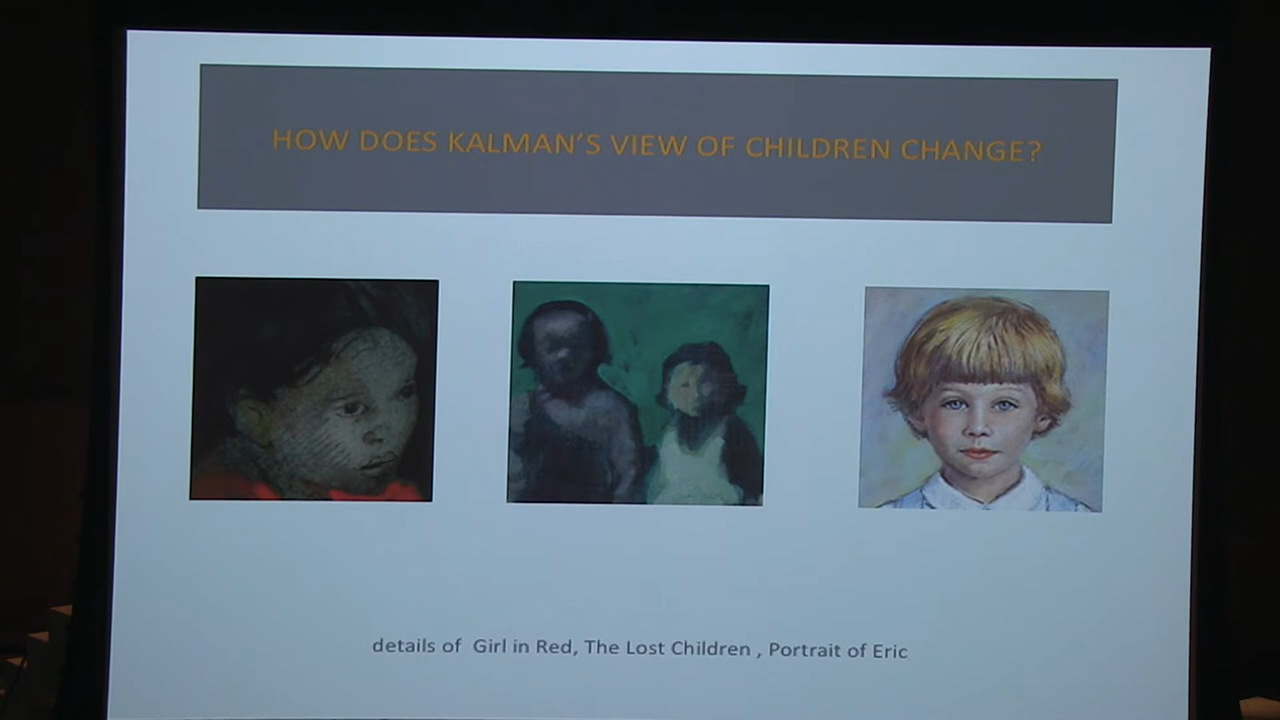 HOW DOES KALMAN'S VIEW OF CHILDREN CHANGE?
details of Girl in Red, The Lost Children , Portrait of Eric